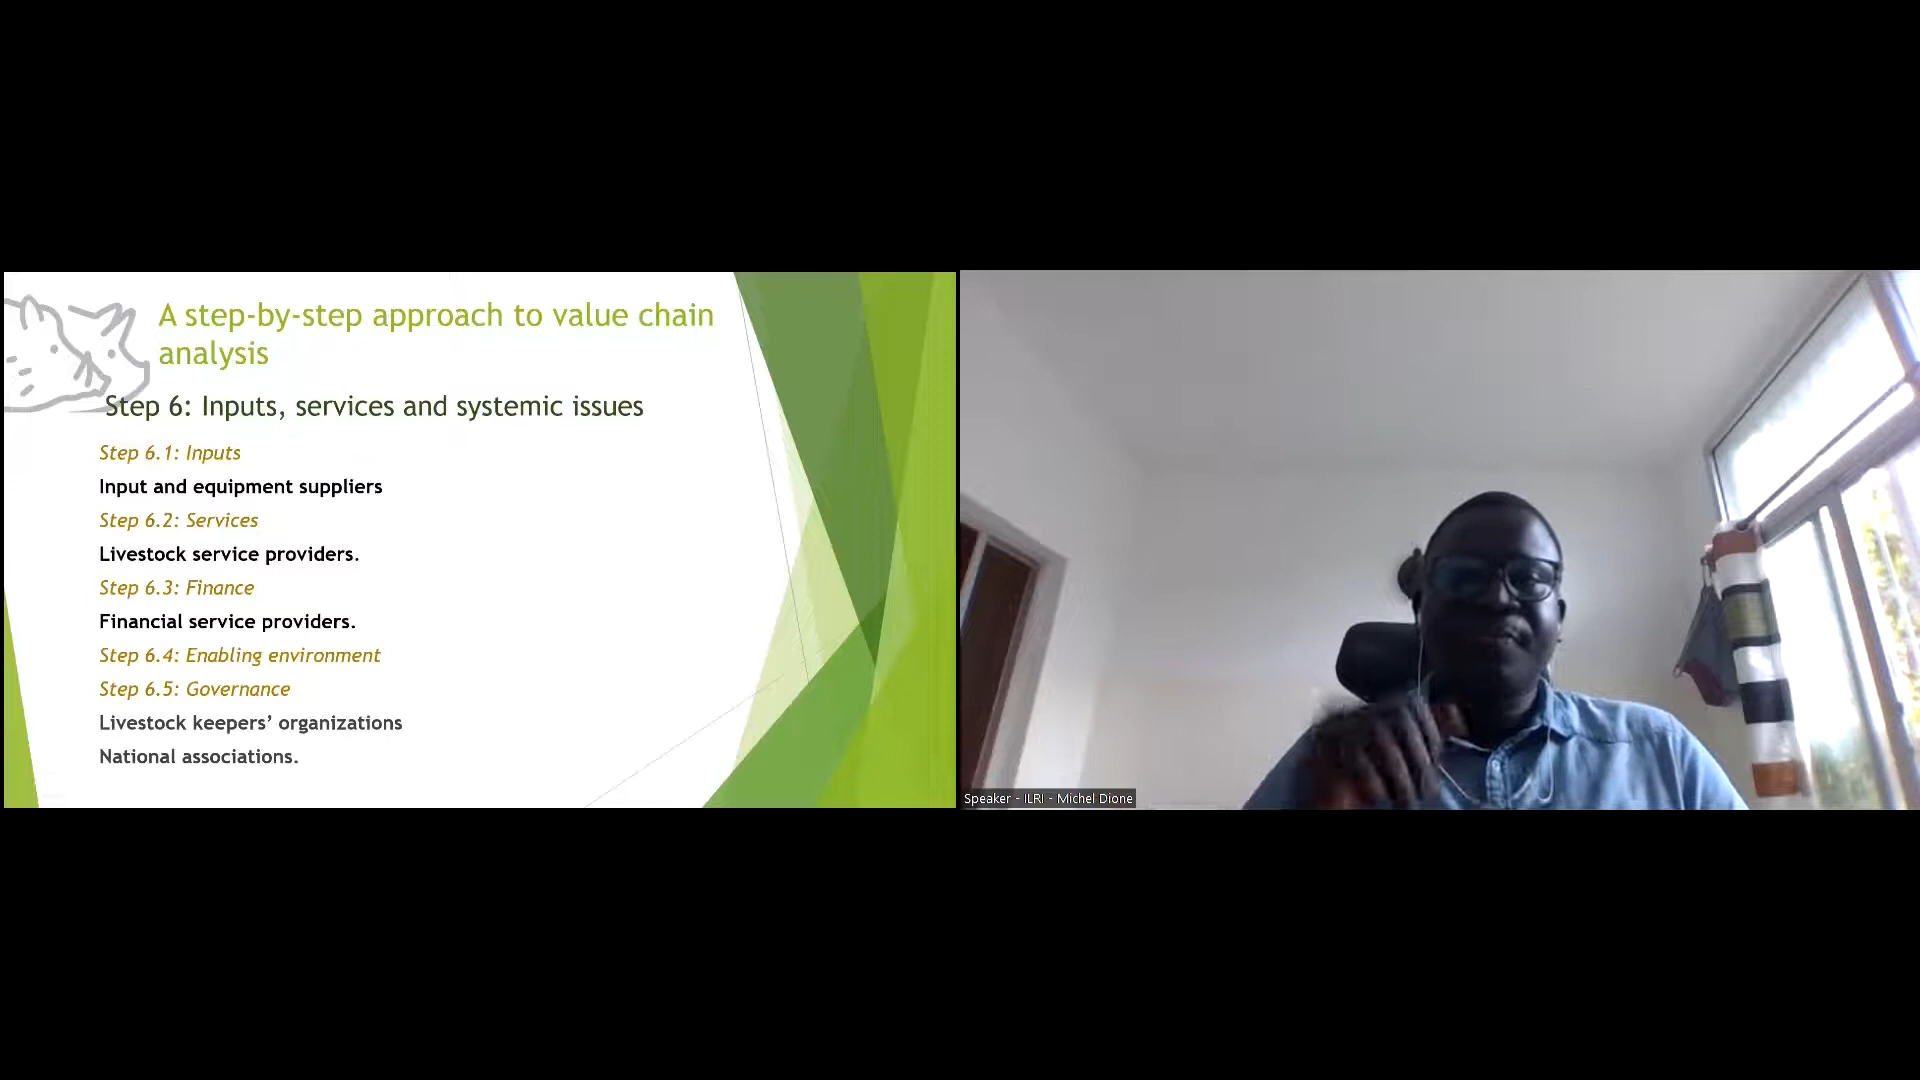 A step-by-step approach to value chain
analysis
Step 6: Inputs, services and systemic issues
Step 6.1: Inputs
Input and equipment suppliers
Step 6.2: Services
Livestock service providers.
Step 6.3: Finance
Financial service providers.
Step 6.4: Enabling environment
Step 6.5: Governance
Livestock keepers’ organizations
National associations.
Speaker - ILRI - Michel Dione